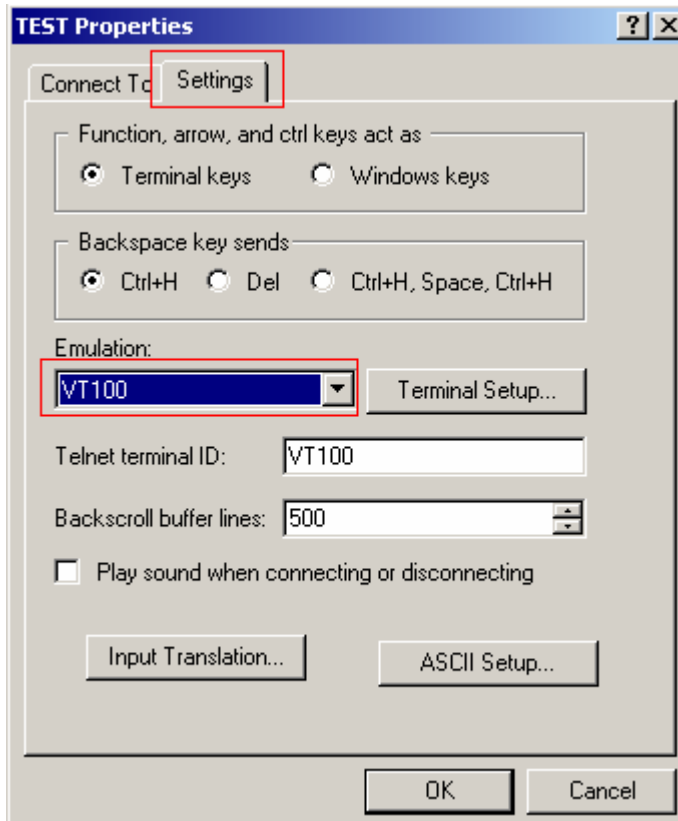 TEST Properties
Connect To Settings
Function, arrow, and ctrl keys act as
Terminal keys Windows keys
Backspace key sends
Ctrl+H Del Ctrl+H, Space, Ctrl+H
Emulation:
VT100 Terminal Setup...
Telnet terminal ID: VT100
Backscroll buffer lines: 500
Play sound when connecting or disconnecting
Input Translation... ASCII Setup...
OK Cancel